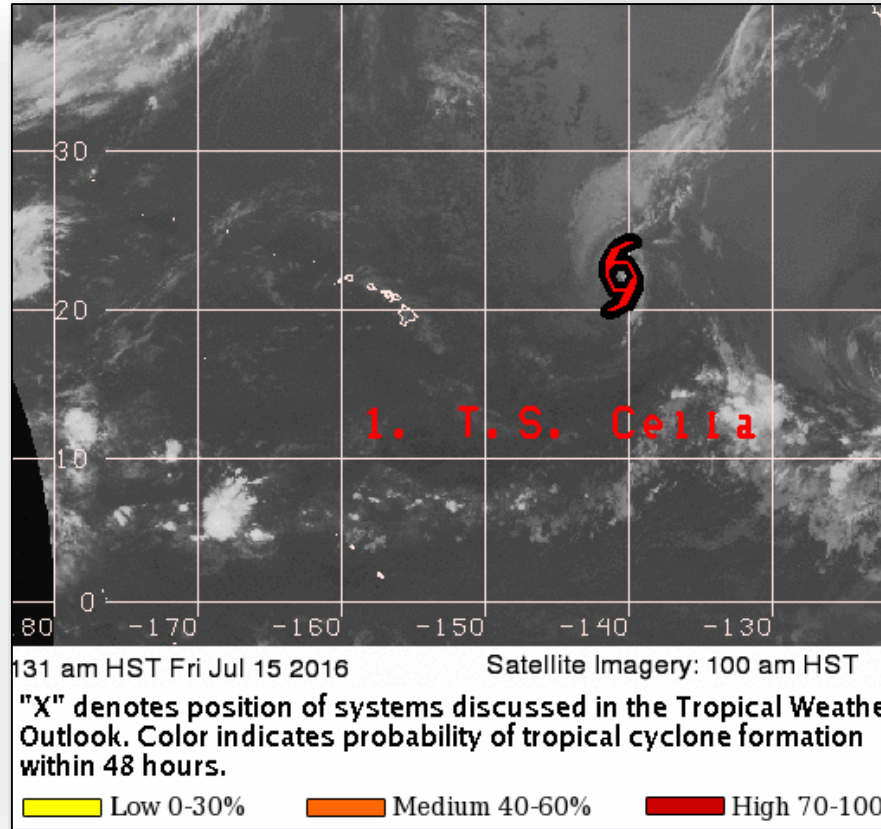 30
20
1. T.S. Celia
10
0
180 -170 -160 -150 -140 -130
131 am HST Fri Jul 15 2016 Satellite Imagery: 100 am HST
"X" denotes position of systems discussed in the Tropical Weathe
Outlook. Color indicates probability of tropical cyclone formation
within 48 hours.
Low 0-30% Medium 40-60% High 70-100